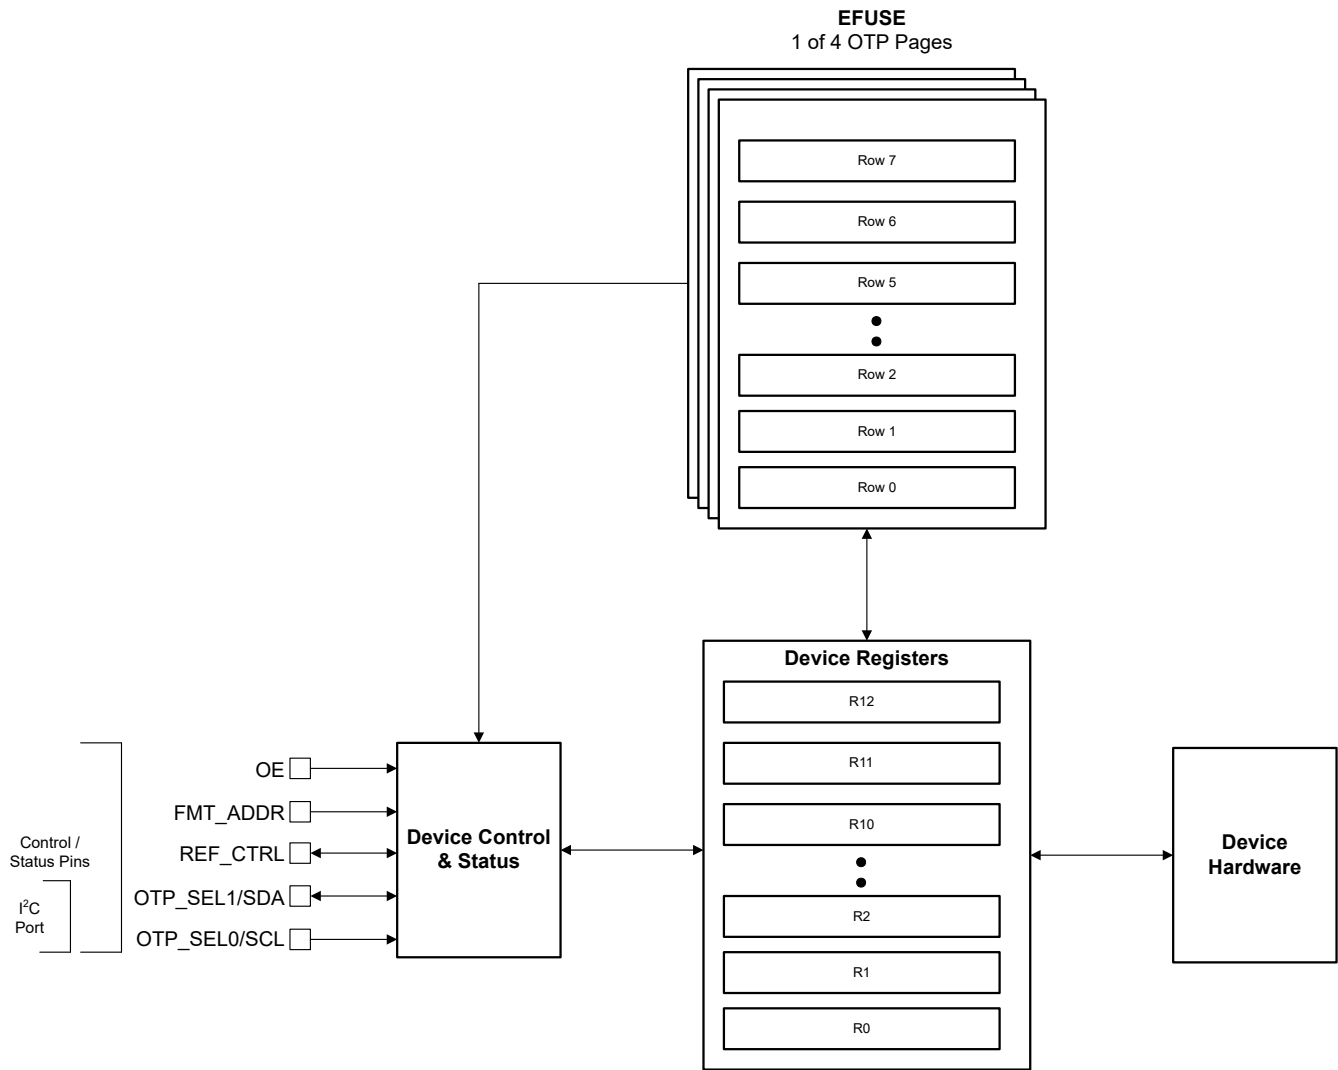 EFUSE
1 of 4 OTP Pages
Row 7
Row 6
Row 5
Row 2
Row 1
Row 0
Device Registers
R12
R11
R10
R2
R1
R0
Control /
Status Pins
I²C
Port
OE
FMT_ADDR
REF_CTRL
OTP_SEL1/SDA
OTP_SEL0/SCL
Device Control
& Status
Device
Hardware